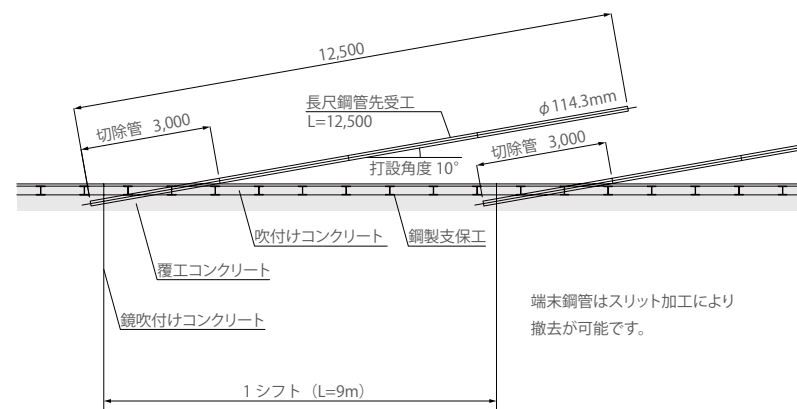 12,500
長尺鋼管先受工
L=12,500
φ114.3mm
切除管 3,000
切除管 3,000
打設角度 10°
吹付けコンクリート
鋼製支保工
覆工コンクリート
鏡吹付けコンクリート
端末鋼管はスリット加工により
撤去が可能です。
1 シフト（L=9m）